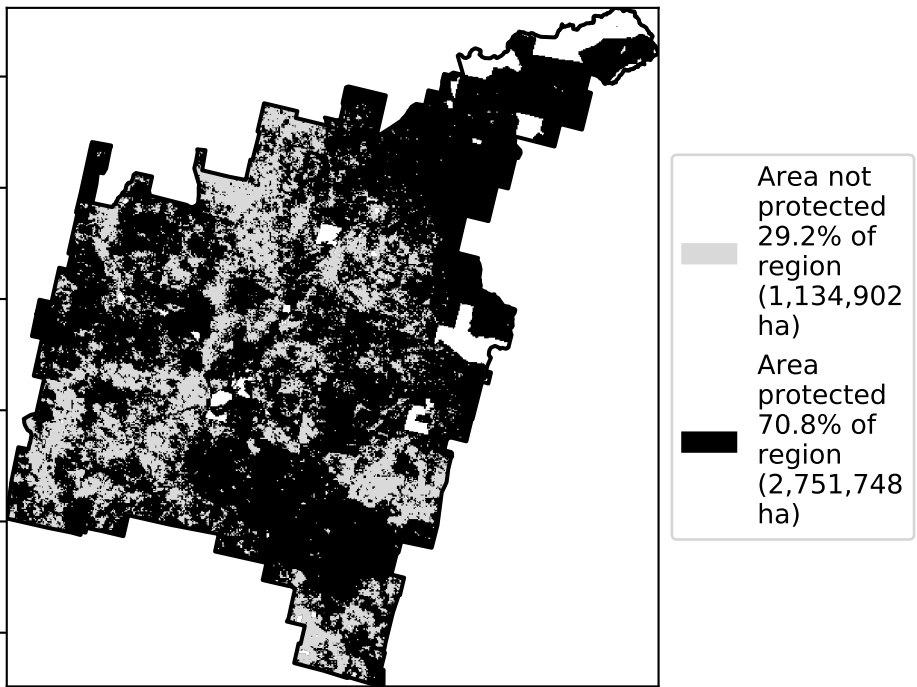 Area not
protected
29.2% of
region
(1,134,902
ha)
Area
protected
70.8% of
region
(2,751,748
ha)